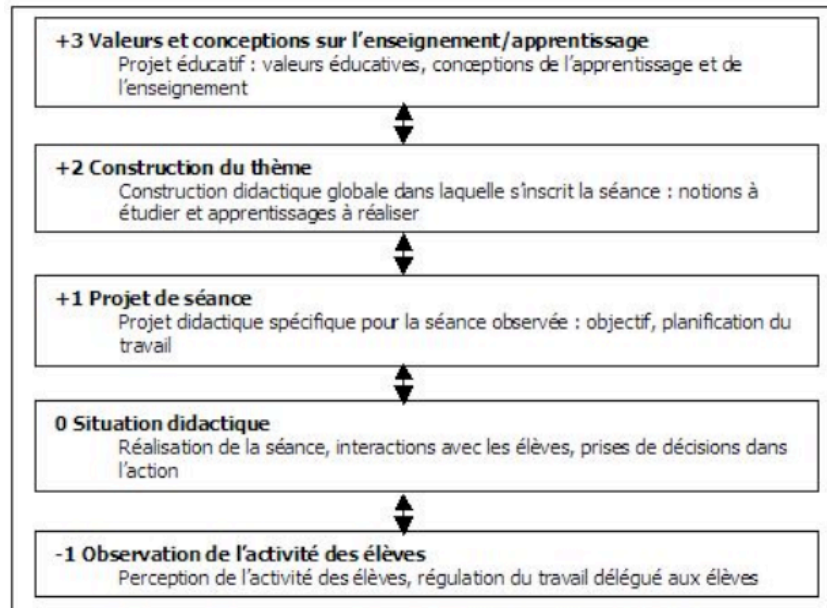 +3 Valeurs et conceptions sur l'enseignement/apprentissage
Projet éducatif : valeurs éducatives, conceptions de l'apprentissage et de
l'enseignement
+2 Construction du thème
Construction didactique globale dans laquelle s'inscrit la séance : notions à
étudier et apprentissages à réaliser
+1 Projet de séance
Projet didactique spécifique pour la séance observée : objectif, planification du
travail
0 Situation didactique
Réalisation de la séance, interactions avec les élèves, prises de décisions dans
l'action
-1 Observation de l'activité des élèves
Perception de l'activité des élèves, régulation du travail délégué aux élèves